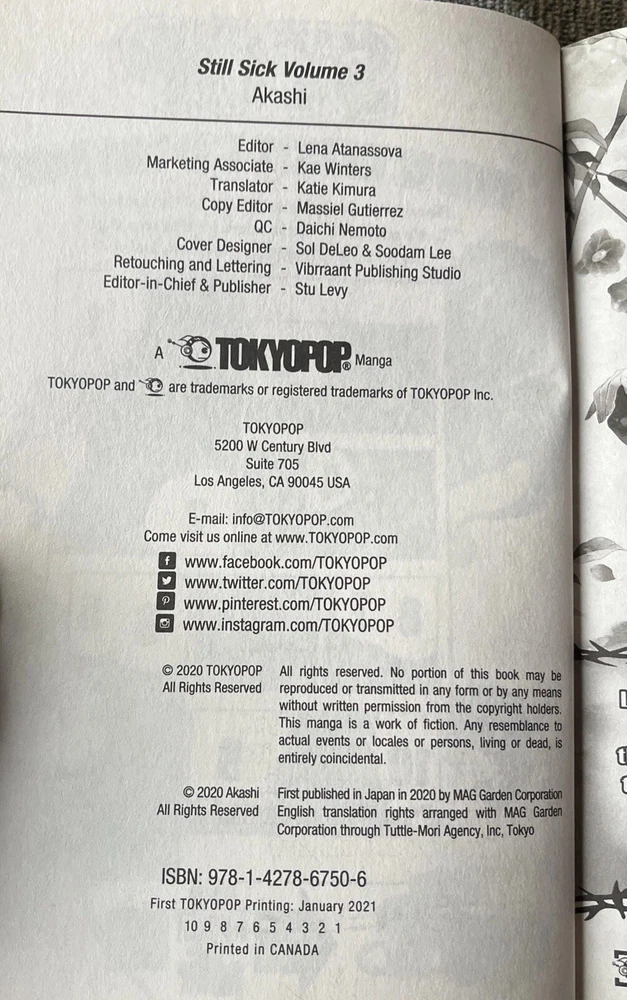 Still Sick Volume 3
Akashi
Editor - Lena Atanassova
Marketing Associate - Kae Winters
Translator - Katie Kimura
Copy Editor - Massiel Gutierrez
QC - Daichi Nemoto
Cover Designer - Sol DeLeo & Soodam Lee
Retouching and Lettering - Vibrraant Publishing Studio
Editor-in-Chief & Publisher - Stu Levy
A TOKYOPOP® Manga
TOKYOPOP and are trademarks or registered trademarks of TOKYOPOP Inc.
TOKYOPOP
5200 W Century Blvd
Suite 705
Los Angeles, CA 90045 USA
E-mail: info@TOKYOPOP.com
Come visit us online at www.TOKYOPOP.com
www.facebook.com/TOKYOPOP
www.twitter.com/TOKYOPOP
www.pinterest.com/TOKYOPOP
www.instagram.com/TOKYOPOP
© 2020 TOKYOPOP
All Rights Reserved
All rights reserved. No portion of this book may be
reproduced or transmitted in any form or by any means
without written permission from the copyright holders.
This manga is a work of fiction. Any resemblance to
actual events or locales or persons, living or dead, is
entirely coincidental.
© 2020 Akashi
All Rights Reserved
First published in Japan in 2020 by MAG Garden Corporation
English translation rights arranged with MAG Garden
Corporation through Tuttle-Mori Agency, Inc, Tokyo
ISBN: 978-1-4278-6750-6
First TOKYOPOP Printing: January 2021
10 9 8 7 6 5 4 3 2 1
Printed in CANADA